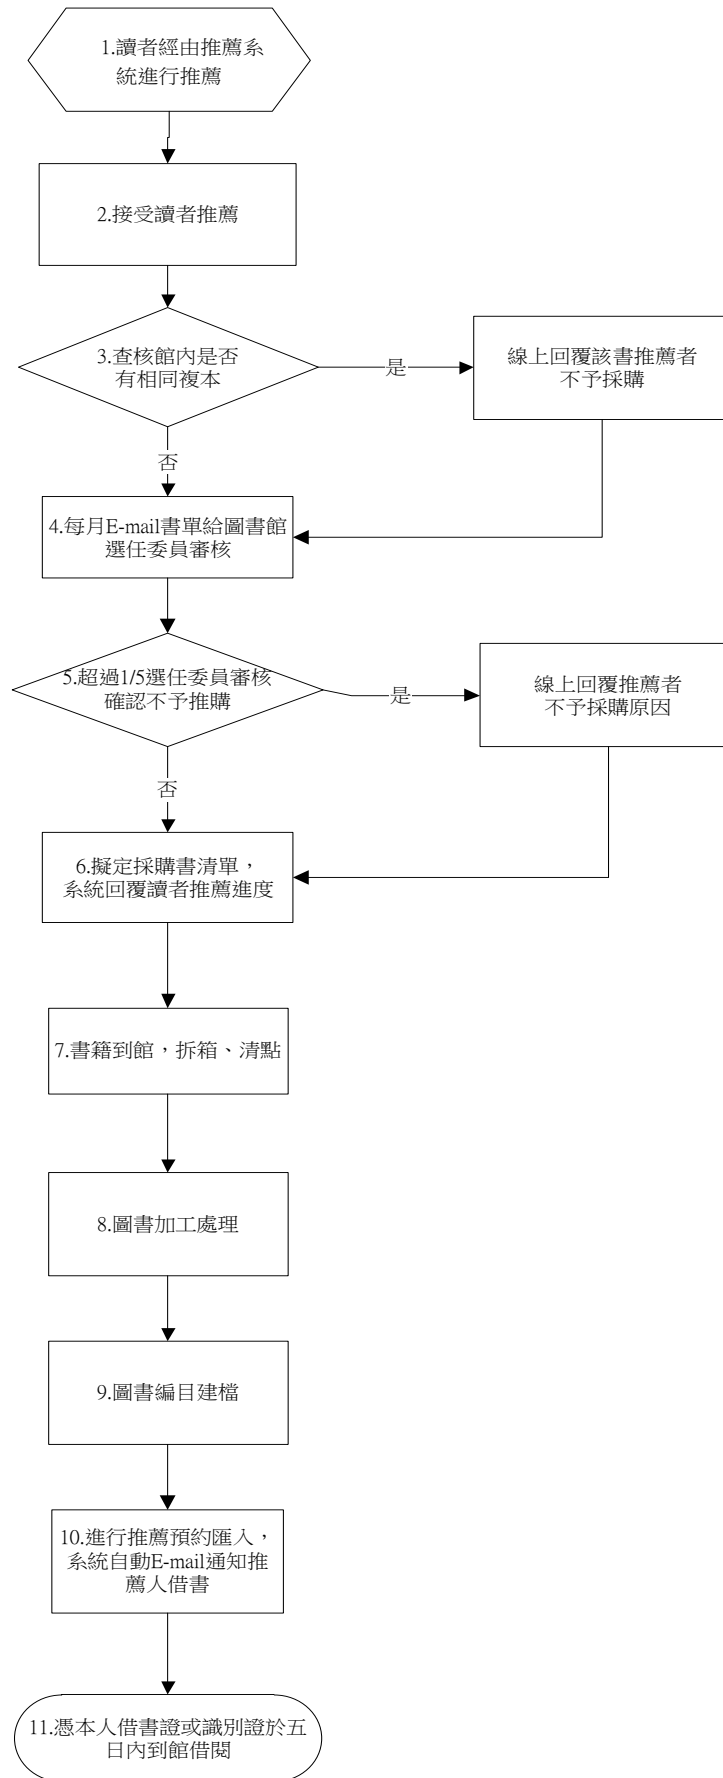 1.讀者經由推薦系
統進行推薦
2.接受讀者推薦
3.查核館內是否
有相同複本
是
線上回覆該書推薦者
不予採購
否
4.每月E-mail書單給圖書館
選任委員審核
5.超過1/5選任委員審核
確認不予推購
是
線上回覆推薦者
不予採購原因
否
6.擬定採購書清單，
系統回覆讀者推薦進度
7.書籍到館，拆箱、清點
8.圖書加工處理
9.圖書編目建檔
10.進行推薦預約匯入，
系統自動E-mail通知推
薦人借書
11.憑本人借書證或識別證於五
日內到館借閱